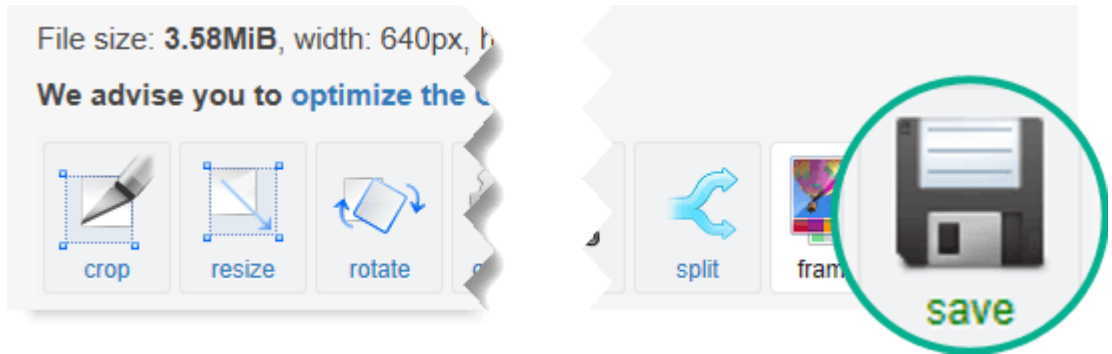 File size: 3.58MiB, width: 640px,
We advise you to optimize the
crop resize rotate split save